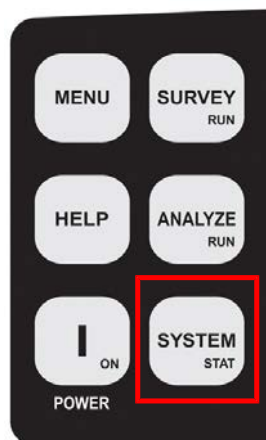 MENU
SURVEY
RUN
HELP
ANALYZE
RUN
I
ON
SYSTEM
STAT
POWER